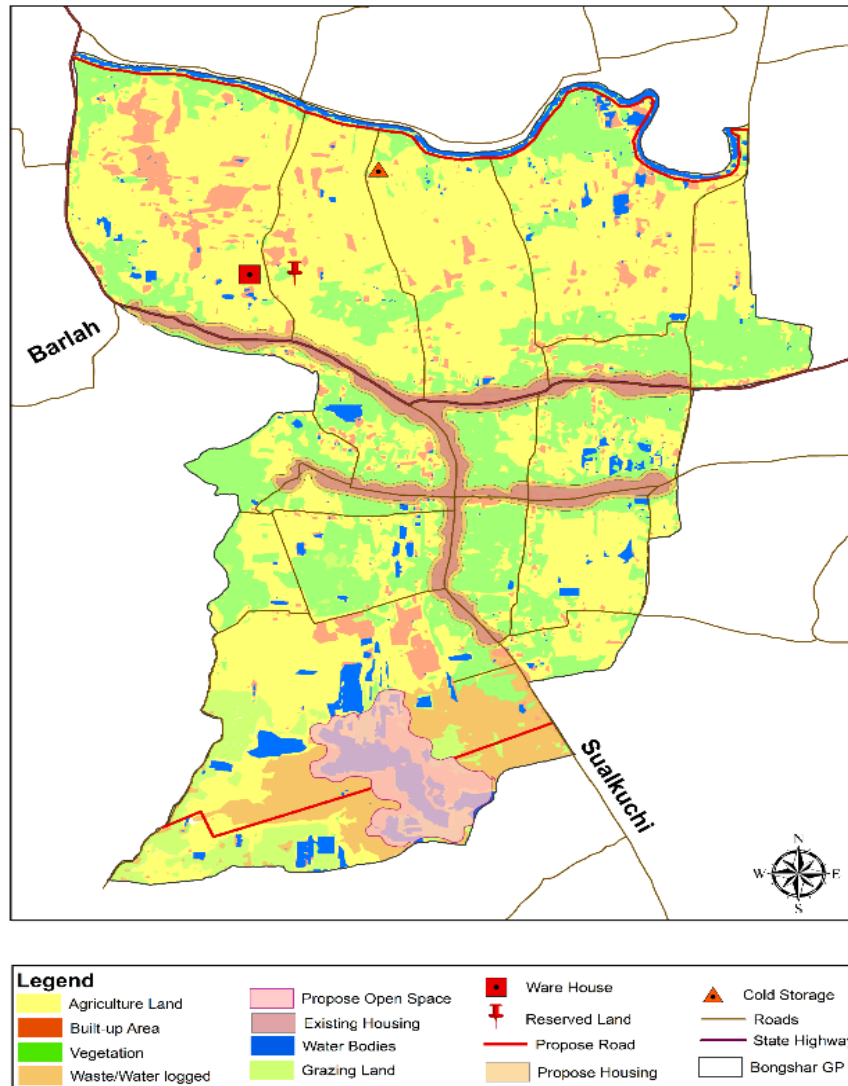 Barlah
Sualkuchi
N
W E
S
Legend
Agriculture Land
Built-up Area
Vegetation
Waste/Water logged
Propose Open Space
Existing Housing
Water Bodies
Grazing Land
Ware House
Reserved Land
Propose Road
Propose Housing
Cold Storage
Roads
State Highway
Bongshar GP